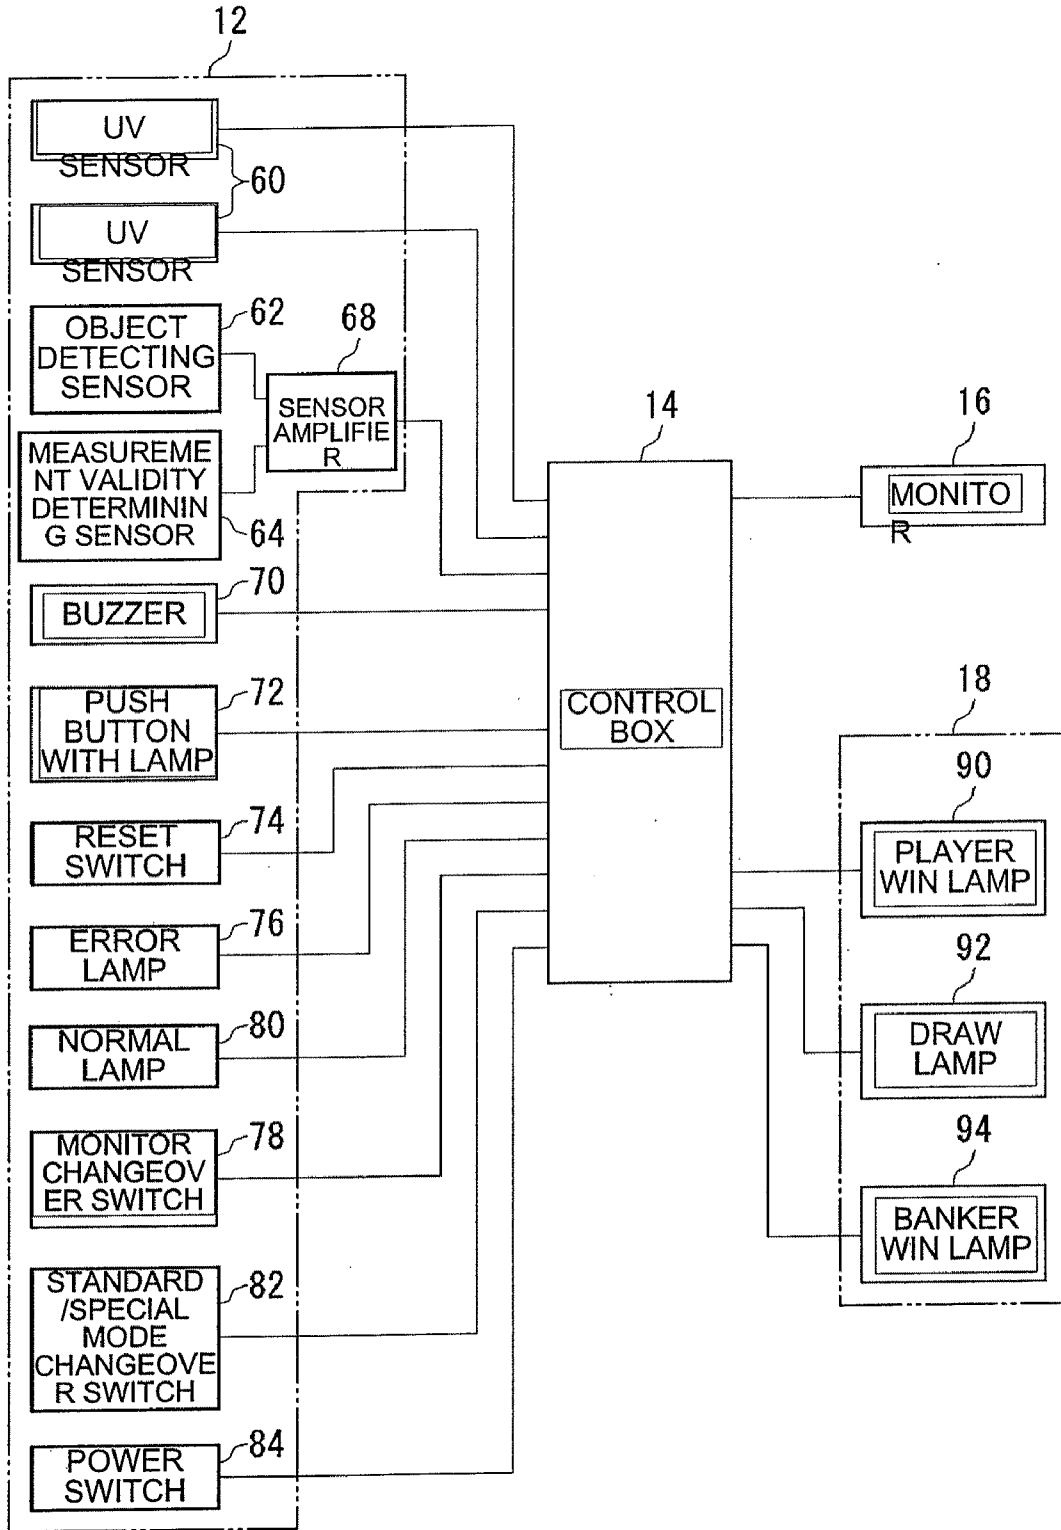 12
UV
SENSOR
60
UV
SENSOR
62
OBJECT
DETECTING
SENSOR
68
SENSOR
AMPLIFIE
R
MEASUREME
NT VALIDITY
DETERMININ
G SENSOR
64
70
BUZZER
72
PUSH
BUTTON
WITH LAMP
74
RESET
SWITCH
76
ERROR
LAMP
80
NORMAL
LAMP
78
MONITOR
CHANGEOV
ER SWITCH
82
STANDARD
/SPECIAL
MODE
CHANGEOVE
R SWITCH
84
POWER
SWITCH
14
CONTROL
BOX
16
MONITO
R
18
90
PLAYER
WIN LAMP
92
DRAW
LAMP
94
BANKER
WIN LAMP